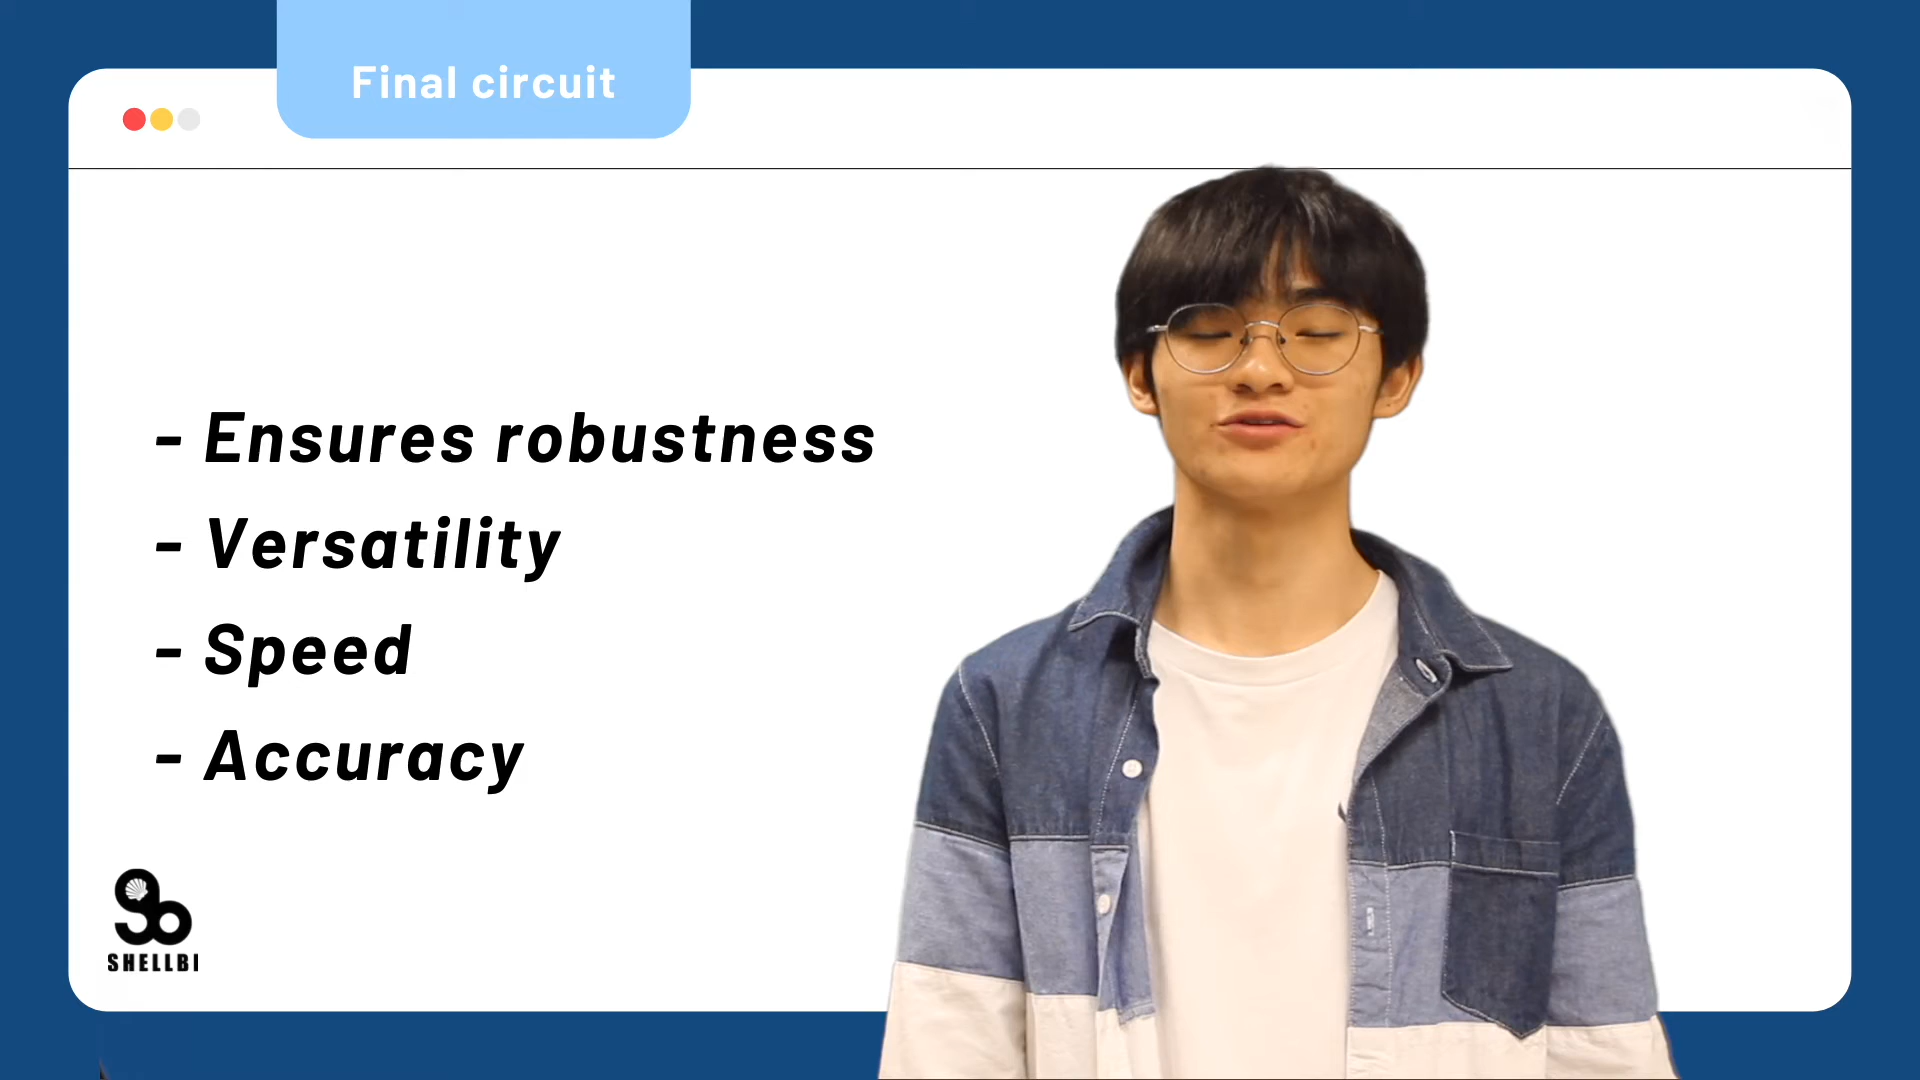 Final circuit
- Ensures robustness
- Versatility
- Speed
- Accuracy
SHELLBI